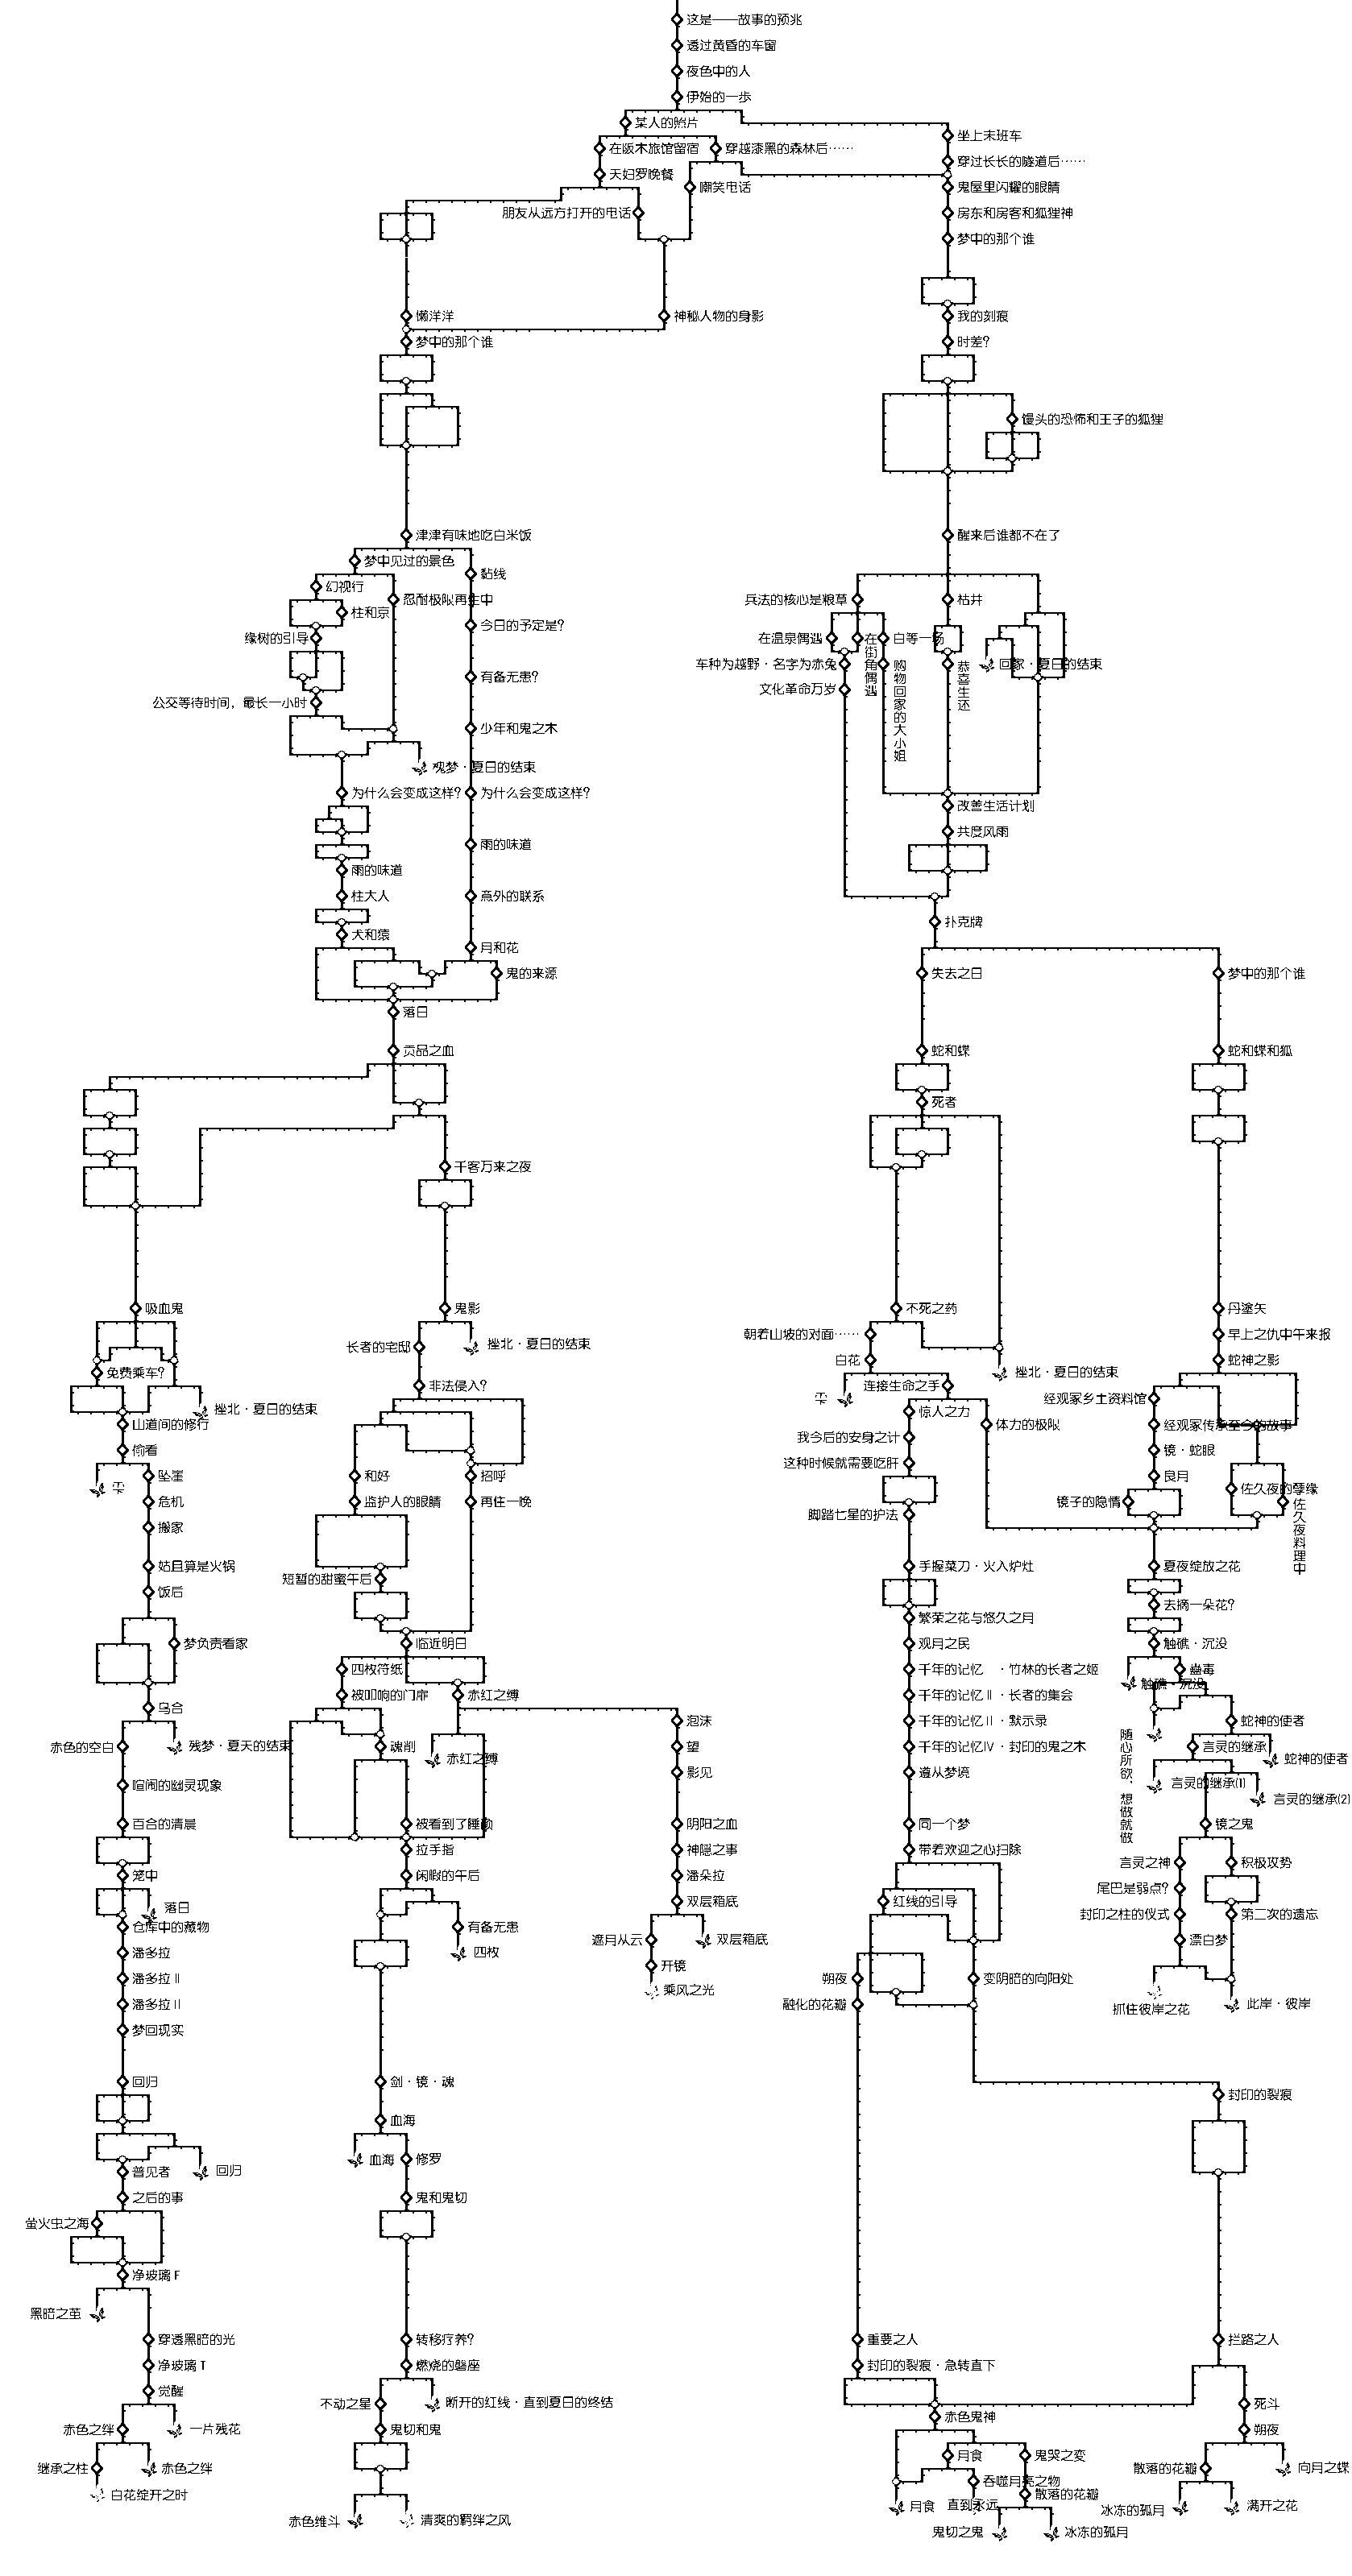 这是——故事的预兆
透过黄昏的车窗
夜色中的人
伊始的一步
某人的照片
坐上末班车
在阪木旅馆留宿
穿越漆黑的森林后……
穿过长长的隧道后……
天妇罗晚餐
嘲笑电话
鬼屋里闪耀的眼睛
朋友从远方打开的电话
房东和房客和狐狸神
梦中的那个谁
懒洋洋
神秘人物的身影
我的刻痕
梦中的那个谁
时差?
馒头的恐怖和王子的狐狸
津津有味地吃白米饭
醒来后谁都不在了
梦中见过的景色
黏线
幻视行
忍耐极限再生中
兵法的核心是粮草
枯井
柱和京
今日的予定是?
缘树的引导
在温泉偶遇
在街角偶遇
白等一场
有备无患?
车种为越野·名字为赤兔
购物回家的大小姐
恭喜生还
回家·夏日的结束
文化革命万岁
公交等待时间，最长一小时
少年和鬼之木
残梦·夏日的结束
为什么会变成这样?
为什么会变成这样?
改善生活计划
共度风雨
雨的味道
雨的味道
柱大人
意外的联系
扑克牌
犬和猿
月和花
鬼的来源
失去之日
梦中的那个谁
落日
贡品之血
蛇和蝶
蛇和蝶和狐
死者
千客万来之夜
吸血鬼
鬼影
不死之药
丹塗矢
长者的宅邸
挫北·夏日的结束
朝着山坡的对面……
早上之仇中午来报
免费乘车?
白花
挫北·夏日的结束
蛇神之影
非法侵入?
连接生命之手
经观冢乡土资料馆
挫北·夏日的结束
惊人之力
体力的极限
山道间的修行
经观冢传承至今的故事
偷看
我今后的安身之计
镜·蛇眼
坠崖
和好
招呼
这种时候就需要吃肝
良月
佐久夜的孽缘
危机
监护人的眼睛
再住一晚
镜子的隐情
佐久夜料理中
搬家
脚踏七星的护法
姑且算是火锅
短暂的甜蜜午后
手握菜刀·火入炉灶
夏夜绽放之花
饭后
繁荣之花与悠久之月
去摘一朵花?
梦负责看家
临近明日
观月之民
触礁·沉没
四枚符纸
千年的记忆 ·竹林的长者之姬
蛊毒
触礁·沉没
乌合
被叩响的门扉
赤红之缚
千年的记忆Ⅱ·长者的集会
泡沫
千年的记忆Ⅱ·默示录
蛇神的使者
赤色的空白
残梦·夏天的结束
魂削
赤红之缚
望
千年的记忆Ⅳ·封印的鬼之木
随心所欲、想做就做
言灵的继承
蛇神的使者
喧闹的幽灵现象
影见
遵从梦境
言灵的继承(1)
言灵的继承(2)
百合的清晨
被看到了睡颜
阴阳之血
同一个梦
镜之鬼
拉手指
神隐之事
带着欢迎之心扫除
言灵之神
积极攻势
笼中
闲暇的午后
潘朵拉
尾巴是弱点?
落日
双层箱底
红线的引导
封印之柱的仪式
第二次的遗忘
仓库中的藏物
有备无患
四枚
遮月从云
双层箱底
漂白梦
潘多拉
开镜
乘风之光
朔夜
变阴暗的向阳处
潘多拉Ⅱ
潘多拉Ⅱ
融化的花瓣
抓住彼岸之花
此岸·彼岸
梦回现实
回归
剑·镜·魂
封印的裂痕
血海
血海
修罗
普见者
回归
之后的事
鬼和鬼切
萤火虫之海
净玻璃F
黑暗之茧
穿透黑暗的光
转移疗养?
重要之人
拦路之人
净玻璃T
燃烧的磐座
封印的裂痕·急转直下
觉醒
不动之星
断开的红线·直到夏日的终结
死斗
赤色之绊
一片残花
鬼切和鬼
赤色鬼神
朔夜
月食
鬼哭之变
继承之柱
赤色之绊
吞噬月亮之物
散落的花瓣
向月之蝶
白花绽开之时
散落的花瓣
月食
直到永远
冰冻的孤月
满开之花
赤色维斗
清爽的羁绊之风
鬼切之鬼
冰冻的孤月